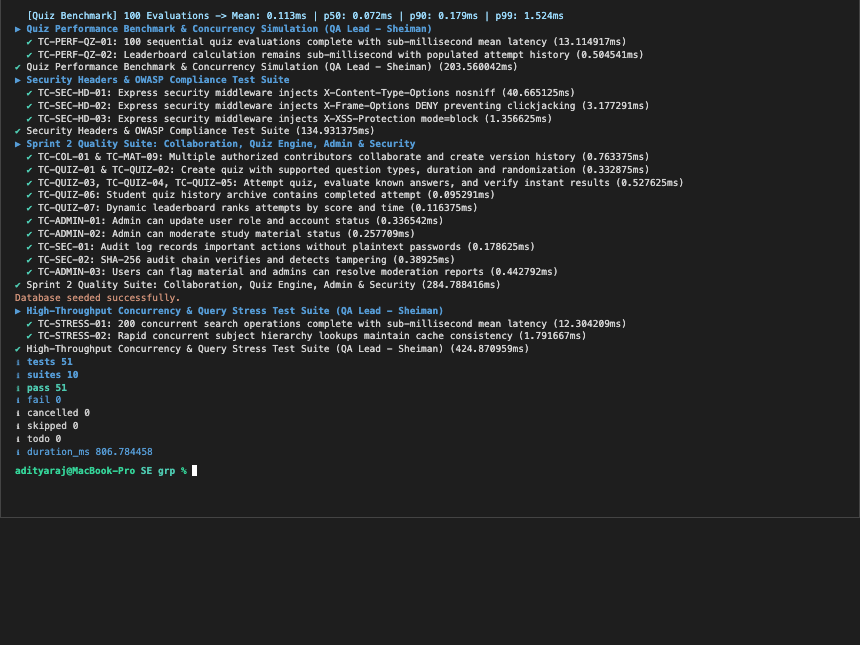 [Quiz Benchmark] 100 Evaluations -> Mean: 0.113ms | p50: 0.072ms | p90: 0.179ms | p99: 1.524ms
▶ Quiz Performance Benchmark & Concurrency Simulation (QA Lead - Sheiman)
✔ TC-PERF-QZ-01: 100 sequential quiz evaluations complete with sub-millisecond mean latency (13.114917ms)
✔ TC-PERF-QZ-02: Leaderboard calculation remains sub-millisecond with populated attempt history (0.504541ms)
✔ Quiz Performance Benchmark & Concurrency Simulation (QA Lead - Sheiman) (203.560042ms)
▶ Security Headers & OWASP Compliance Test Suite
✔ TC-SEC-HD-01: Express security middleware injects X-Content-Type-Options nosniff (40.665125ms)
✔ TC-SEC-HD-02: Express security middleware injects X-Frame-Options DENY preventing clickjacking (3.177291ms)
✔ TC-SEC-HD-03: Express security middleware injects X-XSS-Protection mode=block (1.356625ms)
✔ Security Headers & OWASP Compliance Test Suite (134.931375ms)
▶ Sprint 2 Quality Suite: Collaboration, Quiz Engine, Admin & Security
✔ TC-COL-01 & TC-MAT-09: Multiple authorized contributors collaborate and create version history (0.763375ms)
✔ TC-QUIZ-01 & TC-QUIZ-02: Create quiz with supported question types, duration and randomization (0.332875ms)
✔ TC-QUIZ-03, TC-QUIZ-04, TC-QUIZ-05: Attempt quiz, evaluate known answers, and verify instant results (0.527625ms)
✔ TC-QUIZ-06: Student quiz history archive contains completed attempt (0.095291ms)
✔ TC-QUIZ-07: Dynamic leaderboard ranks attempts by score and time (0.116375ms)
✔ TC-ADMIN-01: Admin can update user role and account status (0.336542ms)
✔ TC-ADMIN-02: Admin can moderate study material status (0.257709ms)
✔ TC-SEC-01: Audit log records important actions without plaintext passwords (0.178625ms)
✔ TC-SEC-02: SHA-256 audit chain verifies and detects tampering (0.38925ms)
✔ TC-ADMIN-03: Users can flag material and admins can resolve moderation reports (0.442792ms)
✔ Sprint 2 Quality Suite: Collaboration, Quiz Engine, Admin & Security (284.788416ms)
Database seeded successfully.
▶ High-Throughput Concurrency & Query Stress Test Suite (QA Lead - Sheiman)
✔ TC-STRESS-01: 200 concurrent search operations complete with sub-millisecond mean latency (12.304209ms)
✔ TC-STRESS-02: Rapid concurrent subject hierarchy lookups maintain cache consistency (1.791667ms)
✔ High-Throughput Concurrency & Query Stress Test Suite (QA Lead - Sheiman) (424.870959ms)
ℹ tests 51
ℹ suites 10
ℹ pass 51
ℹ fail 0
ℹ cancelled 0
ℹ skipped 0
ℹ todo 0
ℹ duration_ms 806.784458
adityaraj@MacBook-Pro SE grp %